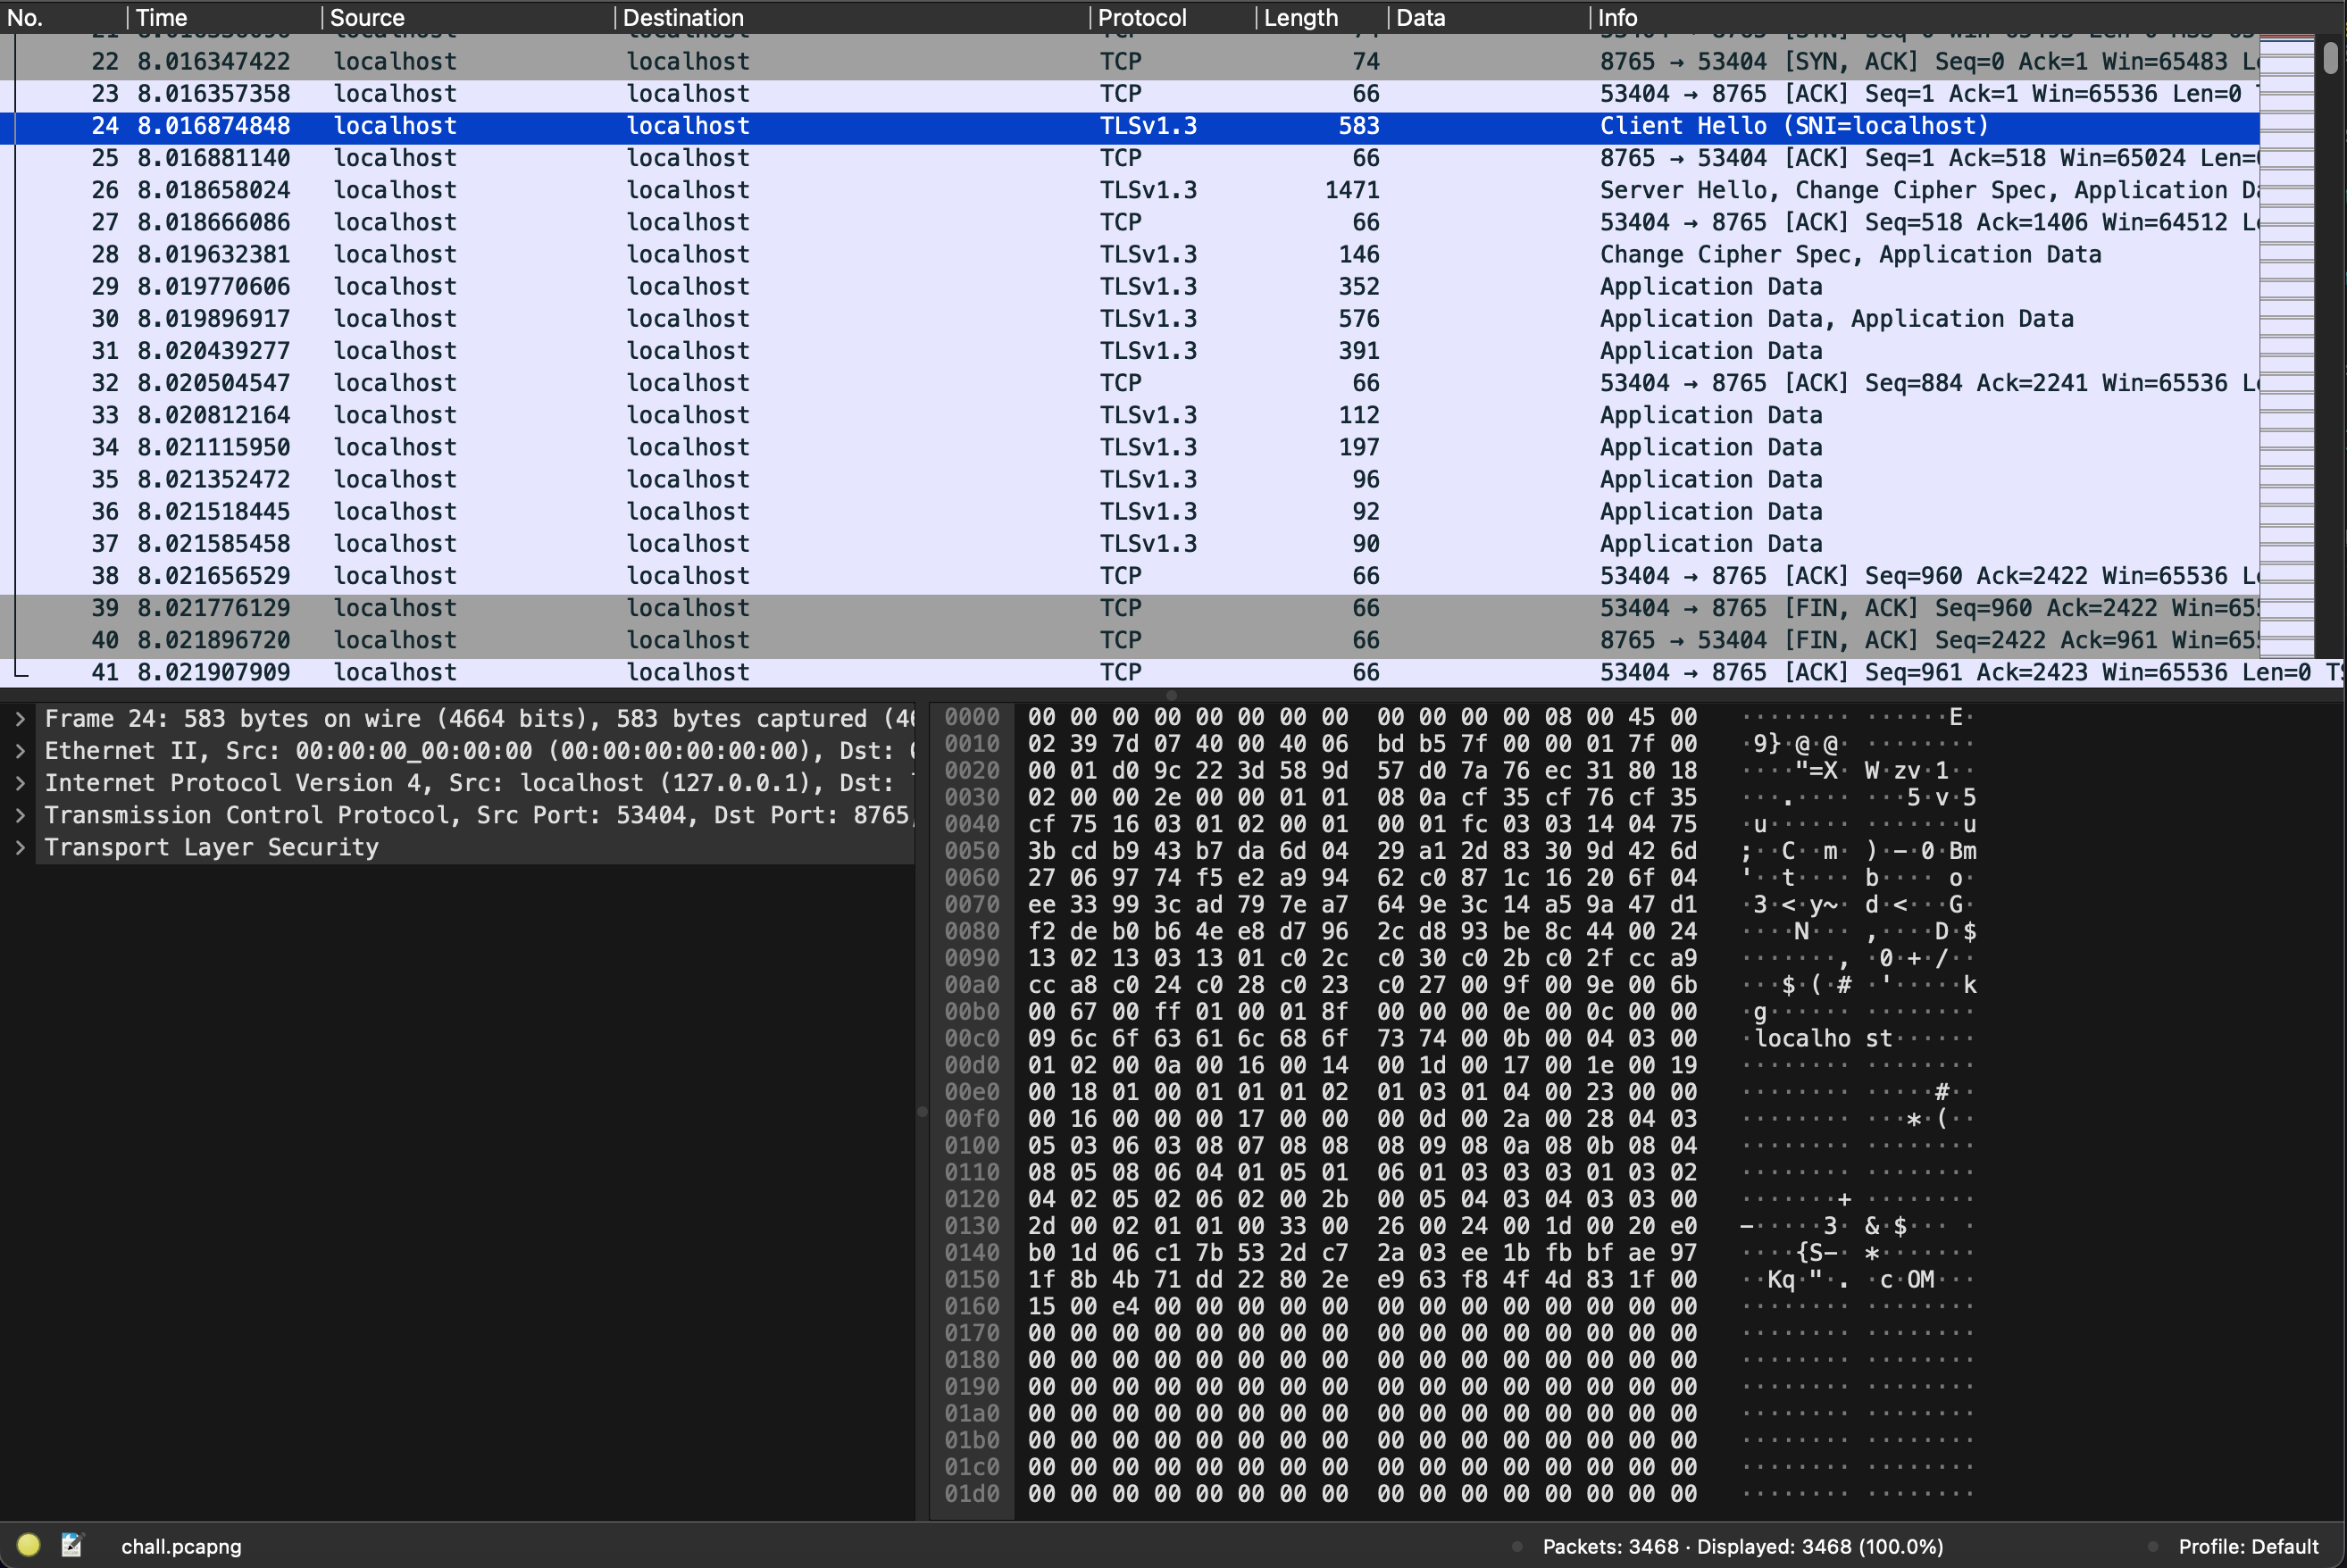 No. Time Source Destination Protocol Length Data Info
22 8.016347422 localhost localhost TCP 74 8765 → 53404 [SYN, ACK] Seq=0 Ack=1 Win=65483
23 8.016357358 localhost localhost TCP 66 53404 → 8765 [ACK] Seq=1 Ack=1 Win=65536 Len=0
24 8.016874848 localhost localhost TLSv1.3 583 Client Hello (SNI=localhost)
25 8.016881140 localhost localhost TCP 66 8765 → 53404 [ACK] Seq=1 Ack=518 Win=65024 Len=
26 8.018658024 localhost localhost TLSv1.3 1471 Server Hello, Change Cipher Spec, Application
27 8.018666086 localhost localhost TCP 66 53404 → 8765 [ACK] Seq=518 Ack=1406 Win=64512
28 8.019632381 localhost localhost TLSv1.3 146 Change Cipher Spec, Application Data
29 8.019770606 localhost localhost TLSv1.3 352 Application Data
30 8.019896917 localhost localhost TLSv1.3 576 Application Data, Application Data
31 8.020439277 localhost localhost TLSv1.3 391 Application Data
32 8.020504547 localhost localhost TCP 66 53404 → 8765 [ACK] Seq=884 Ack=2241 Win=65536
33 8.020812164 localhost localhost TLSv1.3 112 Application Data
34 8.021115950 localhost localhost TLSv1.3 197 Application Data
35 8.021352472 localhost localhost TLSv1.3 96 Application Data
36 8.021518445 localhost localhost TLSv1.3 92 Application Data
37 8.021585458 localhost localhost TLSv1.3 90 Application Data
38 8.021656529 localhost localhost TCP 66 53404 → 8765 [ACK] Seq=960 Ack=2422 Win=65536
39 8.021776129 localhost localhost TCP 66 53404 → 8765 [FIN, ACK] Seq=960 Ack=2422 Win=65
40 8.021896720 localhost localhost TCP 66 8765 → 53404 [FIN, ACK] Seq=2422 Ack=961 Win=65
41 8.021907909 localhost localhost TCP 66 53404 → 8765 [ACK] Seq=961 Ack=2423 Win=65536 Len=0
Frame 24: 583 bytes on wire (4664 bits), 583 bytes captured (4
Ethernet II, Src: 00:00:00_00:00:00 (00:00:00:00:00:00), Dst:
Internet Protocol Version 4, Src: localhost (127.0.0.1), Dst:
Transmission Control Protocol, Src Port: 53404, Dst Port: 8765,
Transport Layer Security
0000 00 00 00 00 00 00 00 00 00 00 00 00 08 00 45 00 ········ ······E·
0010 02 39 7d 07 40 00 40 06 bd b5 7f 00 00 01 7f 00 ·9}·@·@· ········
0020 00 01 d0 9c 22 3d 58 9d 57 d0 7a 76 ec 31 80 18 ····"=X· W·zv·1··
0030 02 00 00 2e 00 00 01 01 08 0a cf 35 cf 76 cf 35 ···.···· ···5·v·5
0040 cf 75 16 03 01 02 00 01 00 01 fc 03 03 14 04 75 ·u······ ·······u
0050 3b cd b9 43 b7 da 6d 04 29 a1 2d 83 30 9d 42 6d ;··C··m· )·-·0·Bm
0060 27 06 97 74 f5 e2 a9 94 62 c0 87 1c 16 20 6f 04 '··t···· b···· o·
0070 ee 33 99 3c ad 79 7e a7 64 9e 3c 14 a5 9a 47 d1 ·3·<·y~· d·<···G·
0080 f2 de b0 b6 4e e8 d7 96 2c d8 93 be 8c 44 00 24 ····N··· ,····D·$
0090 13 02 13 03 13 01 c0 2c c0 30 c0 2b c0 2f cc a9 ·······, ·0·+·/··
00a0 cc a8 c0 24 c0 28 c0 23 c0 27 00 9f 00 9e 00 6b ···$·(·# ·'·····k
00b0 00 67 00 ff 01 00 01 8f 00 00 00 0e 00 0c 00 00 ·g······ ········
00c0 09 6c 6f 63 61 6c 68 6f 73 74 00 0b 00 04 03 00 ·localho st······
00d0 01 02 00 0a 00 16 00 14 00 1d 00 17 00 1e 00 19 ········ ········
00e0 00 18 01 00 01 01 01 02 01 03 01 04 00 23 00 00 ········ ·····#··
00f0 00 16 00 00 00 17 00 00 00 0d 00 2a 00 28 04 03 ········ ···*·(··
0100 05 03 06 03 08 07 08 08 08 09 08 0a 08 0b 08 04 ········ ········
0110 08 05 08 06 04 01 05 01 06 01 03 03 03 01 03 02 ········ ········
0120 04 02 05 02 06 02 00 2b 00 05 04 03 04 03 03 00 ·······+ ········
0130 2d 00 02 01 01 00 33 00 26 00 24 00 1d 00 20 e0 -·····3· &·$··· ·
0140 b0 1d 06 c1 7b 53 2d c7 2a 03 ee 1b fb bf ae 97 ····{S-· *·······
0150 1f 8b 4b 71 dd 22 80 2e e9 63 f8 4f 4d 83 1f 00 ··Kq·"·. ·c·OM···
0160 15 00 e4 00 00 00 00 00 00 00 00 00 00 00 00 00 ········ ········
0170 00 00 00 00 00 00 00 00 00 00 00 00 00 00 00 00 ········ ········
0180 00 00 00 00 00 00 00 00 00 00 00 00 00 00 00 00 ········ ········
0190 00 00 00 00 00 00 00 00 00 00 00 00 00 00 00 00 ········ ········
01a0 00 00 00 00 00 00 00 00 00 00 00 00 00 00 00 00 ········ ········
01b0 00 00 00 00 00 00 00 00 00 00 00 00 00 00 00 00 ········ ········
01c0 00 00 00 00 00 00 00 00 00 00 00 00 00 00 00 00 ········ ········
01d0 00 00 00 00 00 00 00 00 00 00 00 00 00 00 00 00 ········ ········
chall.pcapng Packets: 3468 · Displayed: 3468 (100.0%) Profile: Default